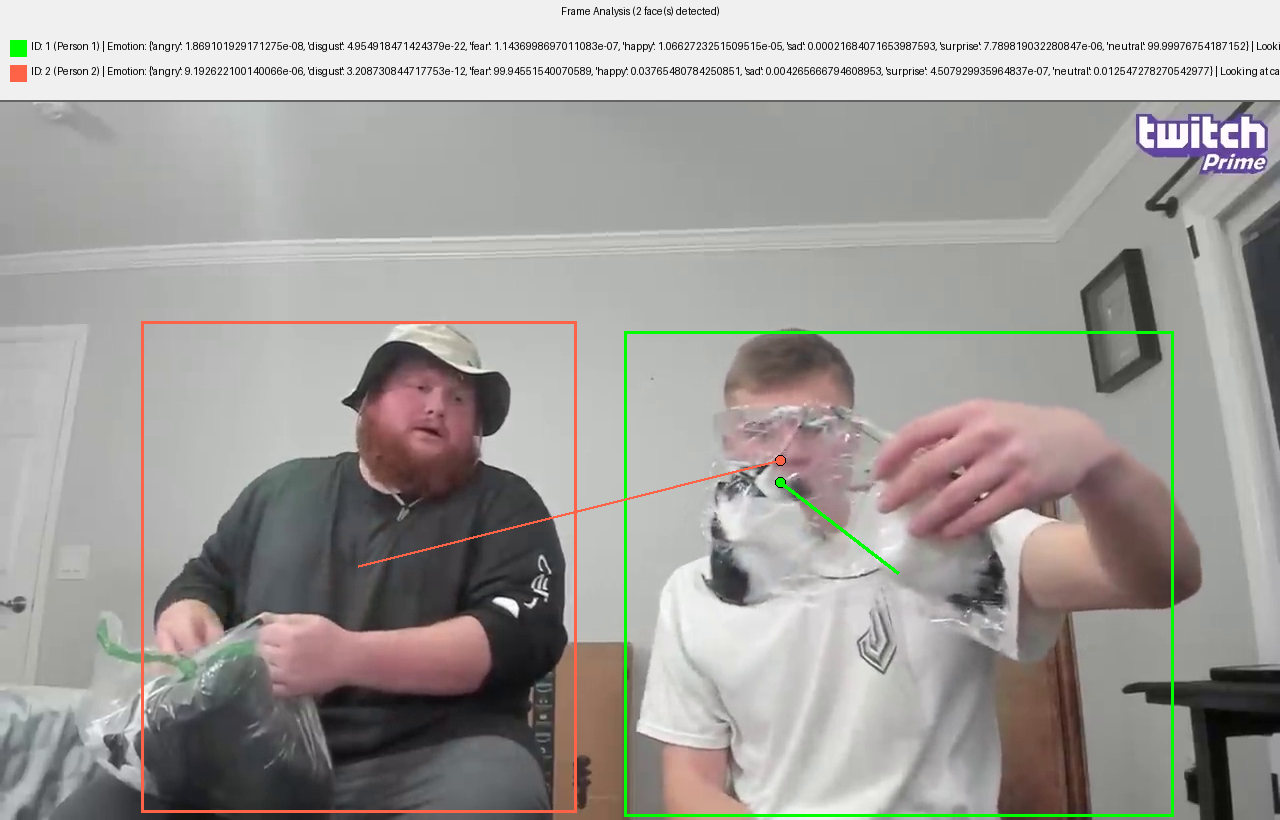 Frame Analysis (2 face(s) detected)
ID: 1 (Person 1) | Emotion: {'angry': 1.869101929171275e-08, 'disgust': 4.954918471424379e-22, 'fear': 1.1436998697011083e-07, 'happy': 1.0662723251509515e-05, 'sad': 0.00021684071653987593, 'surprise': 7.789819032280847e-06, 'neutral': 99.99976754187152} | Looki
ID: 2 (Person 2) | Emotion: {'angry': 9.192622100140066e-06, 'disgust': 3.208730844717753e-12, 'fear': 99.94551540070589, 'happy': 0.03765480784250851, 'sad': 0.004265666794608953, 'surprise': 4.507929935964837e-07, 'neutral': 0.012547278270542977} | Looking at ca
twitch
Prime